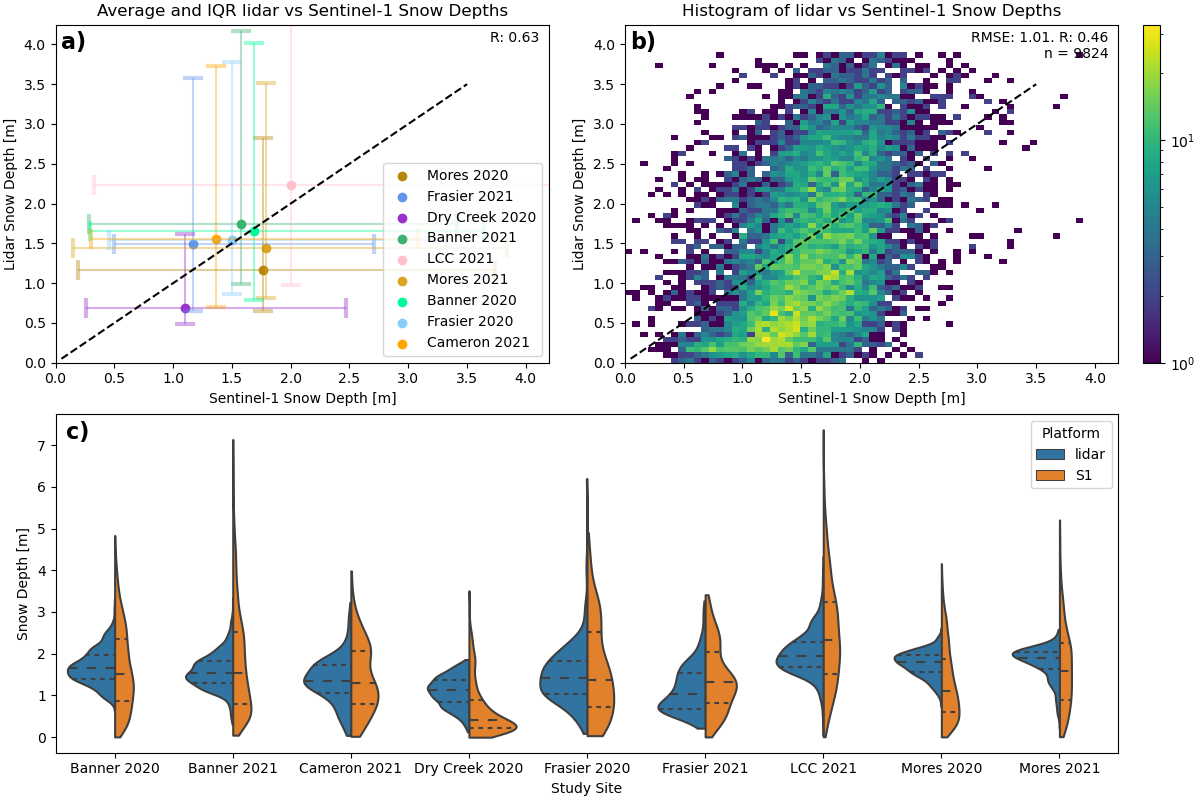 Average and IQR lidar vs Sentinel-1 Snow Depths
a)
R: 0.63
4.0
3.5
3.0
2.5
2.0
1.5
1.0
0.5
0.0
Lidar Snow Depth [m]
Mores 2020
Frasier 2021
Dry Creek 2020
Banner 2021
LCC 2021
Mores 2021
Banner 2020
Frasier 2020
Cameron 2021
0.0 0.5 1.0 1.5 2.0 2.5 3.0 3.5 4.0
Sentinel-1 Snow Depth [m]
Histogram of lidar vs Sentinel-1 Snow Depths
b)
RMSE: 1.01. R: 0.46
n = 9824
4.0
3.5
3.0
2.5
2.0
1.5
1.0
0.5
0.0
Lidar Snow Depth [m]
0.0 0.5 1.0 1.5 2.0 2.5 3.0 3.5 4.0
Sentinel-1 Snow Depth [m]
10¹
10⁰
c)
Platform
lidar
S1
7
6
5
4
3
2
1
0
Snow Depth [m]
Banner 2020 Banner 2021 Cameron 2021 Dry Creek 2020 Frasier 2020 Frasier 2021 LCC 2021 Mores 2020 Mores 2021
Study Site